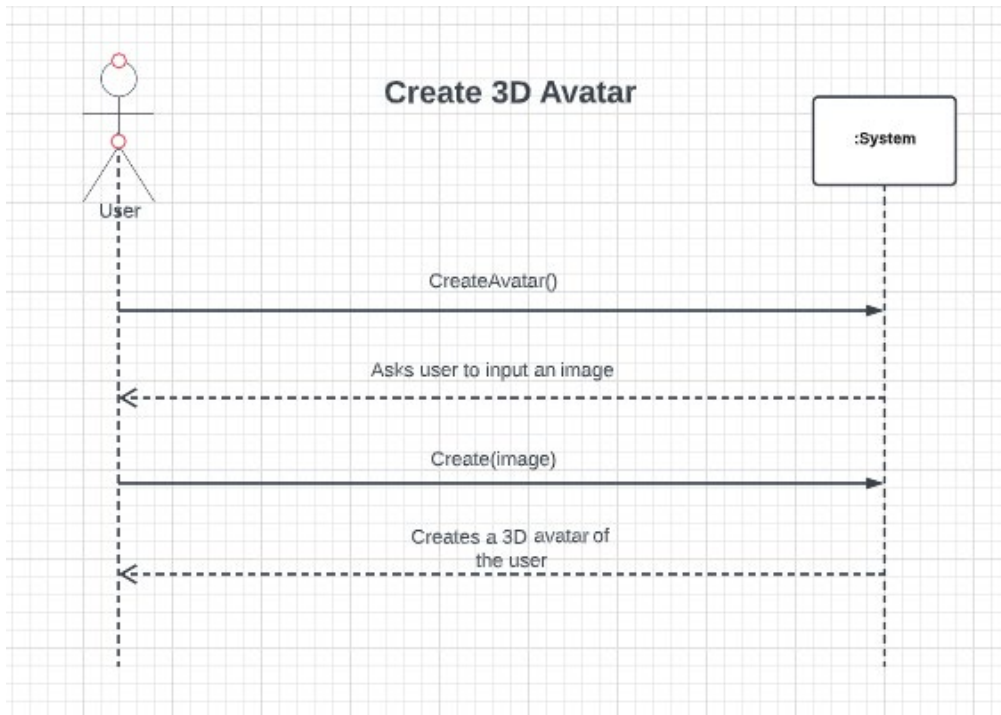 Create 3D Avatar
:System
User
CreateAvatar()
Asks user to input an image
Create(image)
Creates a 3D avatar of
the user